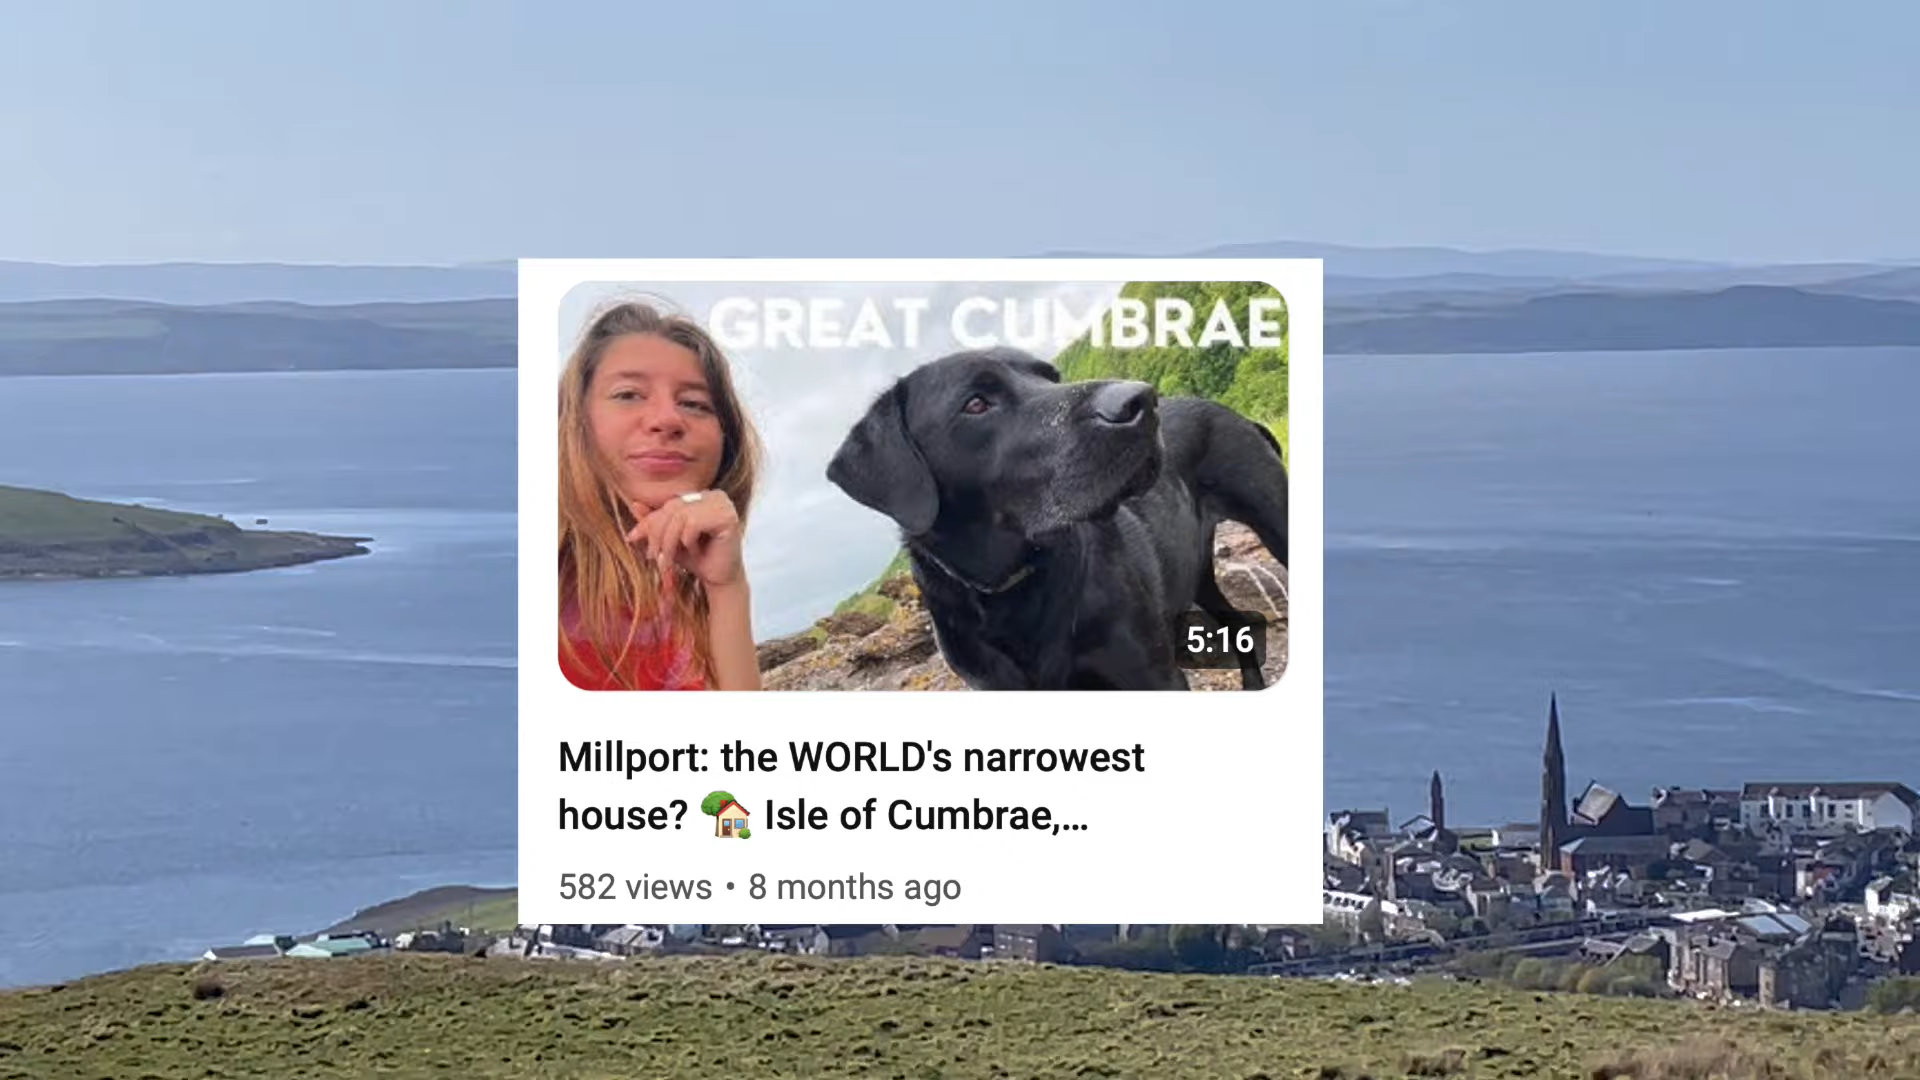 GREAT CUMBRAE
5:16
Millport: the WORLD's narrowest
house? 🏡 Isle of Cumbrae,...
582 views • 8 months ago